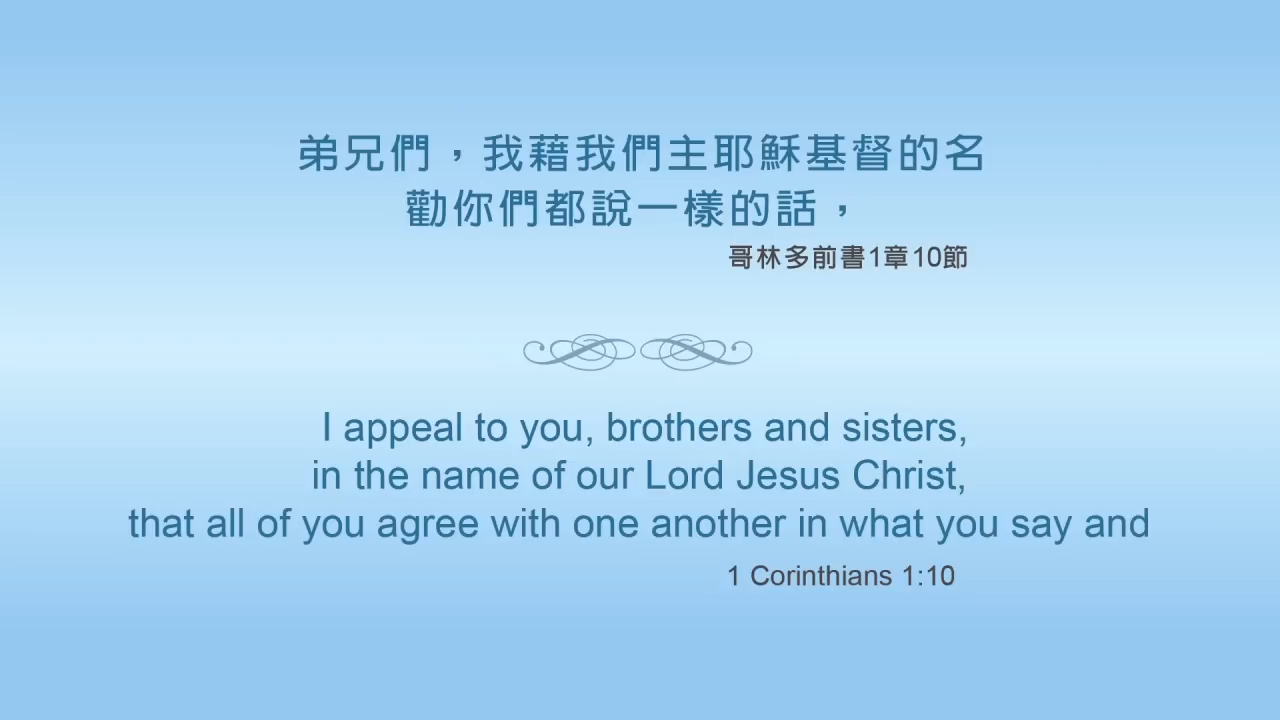 弟兄們，我藉我們主耶穌基督的名
勸你們都說一樣的話，
哥林多前書1章10節
I appeal to you, brothers and sisters,
in the name of our Lord Jesus Christ,
that all of you agree with one another in what you say and
1 Corinthians 1:10